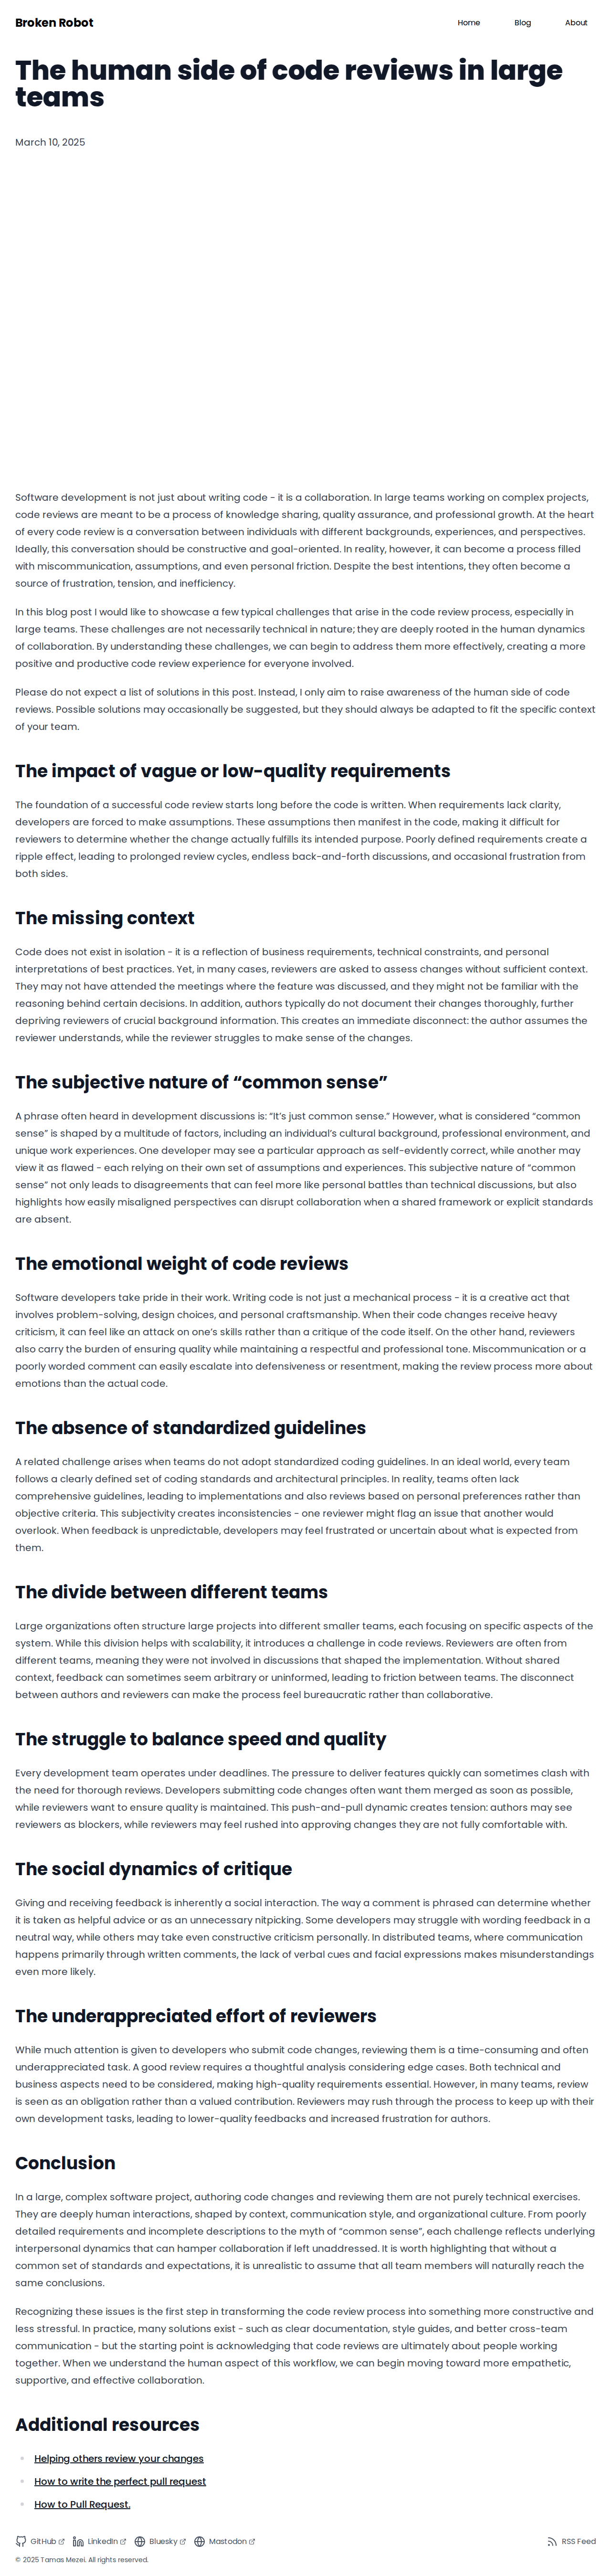 Broken Robot
Home
Blog
About
The human side of code reviews in large
teams
March 10, 2025
Software development is not just about writing code - it is a collaboration. In large teams working on complex projects,
code reviews are meant to be a process of knowledge sharing, quality assurance, and professional growth. At the heart
of every code review is a conversation between individuals with different backgrounds, experiences, and perspectives.
Ideally, this conversation should be constructive and goal-oriented. In reality, however, it can become a process filled
with miscommunication, assumptions, and even personal friction. Despite the best intentions, they often become a
source of frustration, tension, and inefficiency.
In this blog post I would like to showcase a few typical challenges that arise in the code review process, especially in
large teams. These challenges are not necessarily technical in nature; they are deeply rooted in the human dynamics
of collaboration. By understanding these challenges, we can begin to address them more effectively, creating a more
positive and productive code review experience for everyone involved.
Please do not expect a list of solutions in this post. Instead, I only aim to raise awareness of the human side of code
reviews. Possible solutions may occasionally be suggested, but they should always be adapted to fit the specific context
of your team.
The impact of vague or low-quality requirements
The foundation of a successful code review starts long before the code is written. When requirements lack clarity,
developers are forced to make assumptions. These assumptions then manifest in the code, making it difficult for
reviewers to determine whether the change actually fulfills its intended purpose. Poorly defined requirements create a
ripple effect, leading to prolonged review cycles, endless back-and-forth discussions, and occasional frustration from
both sides.
The missing context
Code does not exist in isolation - it is a reflection of business requirements, technical constraints, and personal
interpretations of best practices. Yet, in many cases, reviewers are asked to assess changes without sufficient context.
They may not have attended the meetings where the feature was discussed, and they might not be familiar with the
reasoning behind certain decisions. In addition, authors typically do not document their changes thoroughly, further
depriving reviewers of crucial background information. This creates an immediate disconnect: the author assumes the
reviewer understands, while the reviewer struggles to make sense of the changes.
The subjective nature of “common sense”
A phrase often heard in development discussions is: “It’s just common sense.” However, what is considered “common
sense” is shaped by a multitude of factors, including an individual’s cultural background, professional environment, and
unique work experiences. One developer may see a particular approach as self-evidently correct, while another may
view it as flawed - each relying on their own set of assumptions and experiences. This subjective nature of “common
sense” not only leads to disagreements that can feel more like personal battles than technical discussions, but also
highlights how easily misaligned perspectives can disrupt collaboration when a shared framework or explicit standards
are absent.
The emotional weight of code reviews
Software developers take pride in their work. Writing code is not just a mechanical process - it is a creative act that
involves problem-solving, design choices, and personal craftsmanship. When their code changes receive heavy
criticism, it can feel like an attack on one’s skills rather than a critique of the code itself. On the other hand, reviewers
also carry the burden of ensuring quality while maintaining a respectful and professional tone. Miscommunication or a
poorly worded comment can easily escalate into defensiveness or resentment, making the review process more about
emotions than the actual code.
The absence of standardized guidelines
A related challenge arises when teams do not adopt standardized coding guidelines. In an ideal world, every team
follows a clearly defined set of coding standards and architectural principles. In reality, teams often lack
comprehensive guidelines, leading to implementations and also reviews based on personal preferences rather than
objective criteria. This subjectivity creates inconsistencies - one reviewer might flag an issue that another would
overlook. When feedback is unpredictable, developers may feel frustrated or uncertain about what is expected from
them.
The divide between different teams
Large organizations often structure large projects into different smaller teams, each focusing on specific aspects of the
system. While this division helps with scalability, it introduces a challenge in code reviews. Reviewers are often from
different teams, meaning they were not involved in discussions that shaped the implementation. Without shared
context, feedback can sometimes seem arbitrary or uninformed, leading to friction between teams. The disconnect
between authors and reviewers can make the process feel bureaucratic rather than collaborative.
The struggle to balance speed and quality
Every development team operates under deadlines. The pressure to deliver features quickly can sometimes clash with
the need for thorough reviews. Developers submitting code changes often want them merged as soon as possible,
while reviewers want to ensure quality is maintained. This push-and-pull dynamic creates tension: authors may see
reviewers as blockers, while reviewers may feel rushed into approving changes they are not fully comfortable with.
The social dynamics of critique
Giving and receiving feedback is inherently a social interaction. The way a comment is phrased can determine whether
it is taken as helpful advice or as an unnecessary nitpicking. Some developers may struggle with wording feedback in a
neutral way, while others may take even constructive criticism personally. In distributed teams, where communication
happens primarily through written comments, the lack of verbal cues and facial expressions makes misunderstandings
even more likely.
The underappreciated effort of reviewers
While much attention is given to developers who submit code changes, reviewing them is a time-consuming and often
underappreciated task. A good review requires a thoughtful analysis considering edge cases. Both technical and
business aspects need to be considered, making high-quality requirements essential. However, in many teams, review
is seen as an obligation rather than a valued contribution. Reviewers may rush through the process to keep up with their
own development tasks, leading to lower-quality feedbacks and increased frustration for authors.
Conclusion
In a large, complex software project, authoring code changes and reviewing them are not purely technical exercises.
They are deeply human interactions, shaped by context, communication style, and organizational culture. From poorly
detailed requirements and incomplete descriptions to the myth of “common sense”, each challenge reflects underlying
interpersonal dynamics that can hamper collaboration if left unaddressed. It is worth highlighting that without a
common set of standards and expectations, it is unrealistic to assume that all team members will naturally reach the
same conclusions.
Recognizing these issues is the first step in transforming the code review process into something more constructive and
less stressful. In practice, many solutions exist - such as clear documentation, style guides, and better cross-team
communication - but the starting point is acknowledging that code reviews are ultimately about people working
together. When we understand the human aspect of this workflow, we can begin moving toward more empathetic,
supportive, and effective collaboration.
Additional resources
Helping others review your changes
How to write the perfect pull request
How to Pull Request.
GitHub
LinkedIn
Bluesky
Mastodon
RSS Feed
© 2025 Tamas Mezei. All rights reserved.